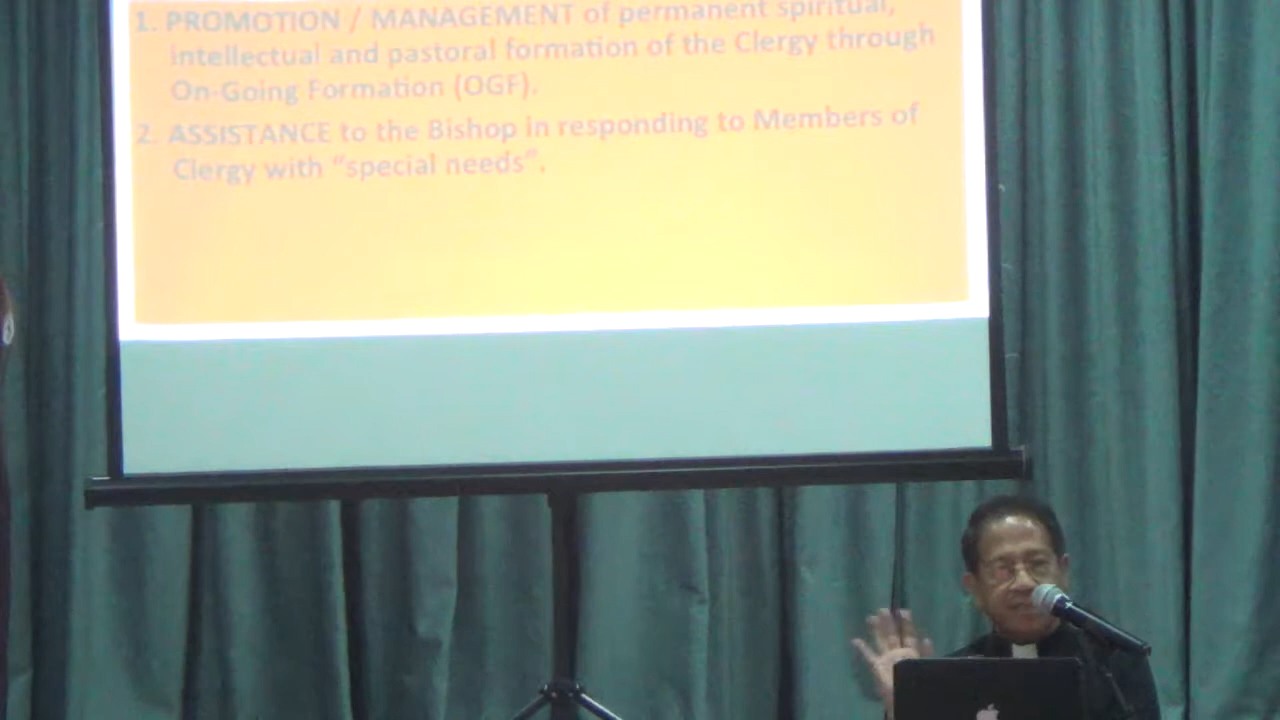 1. PROMOTION / MANAGEMENT of permanent spiritual,
intellectual and pastoral formation of the Clergy through
On-Going Formation (OGF).
2. ASSISTANCE to the Bishop in responding to Members of
Clergy with “special needs”.